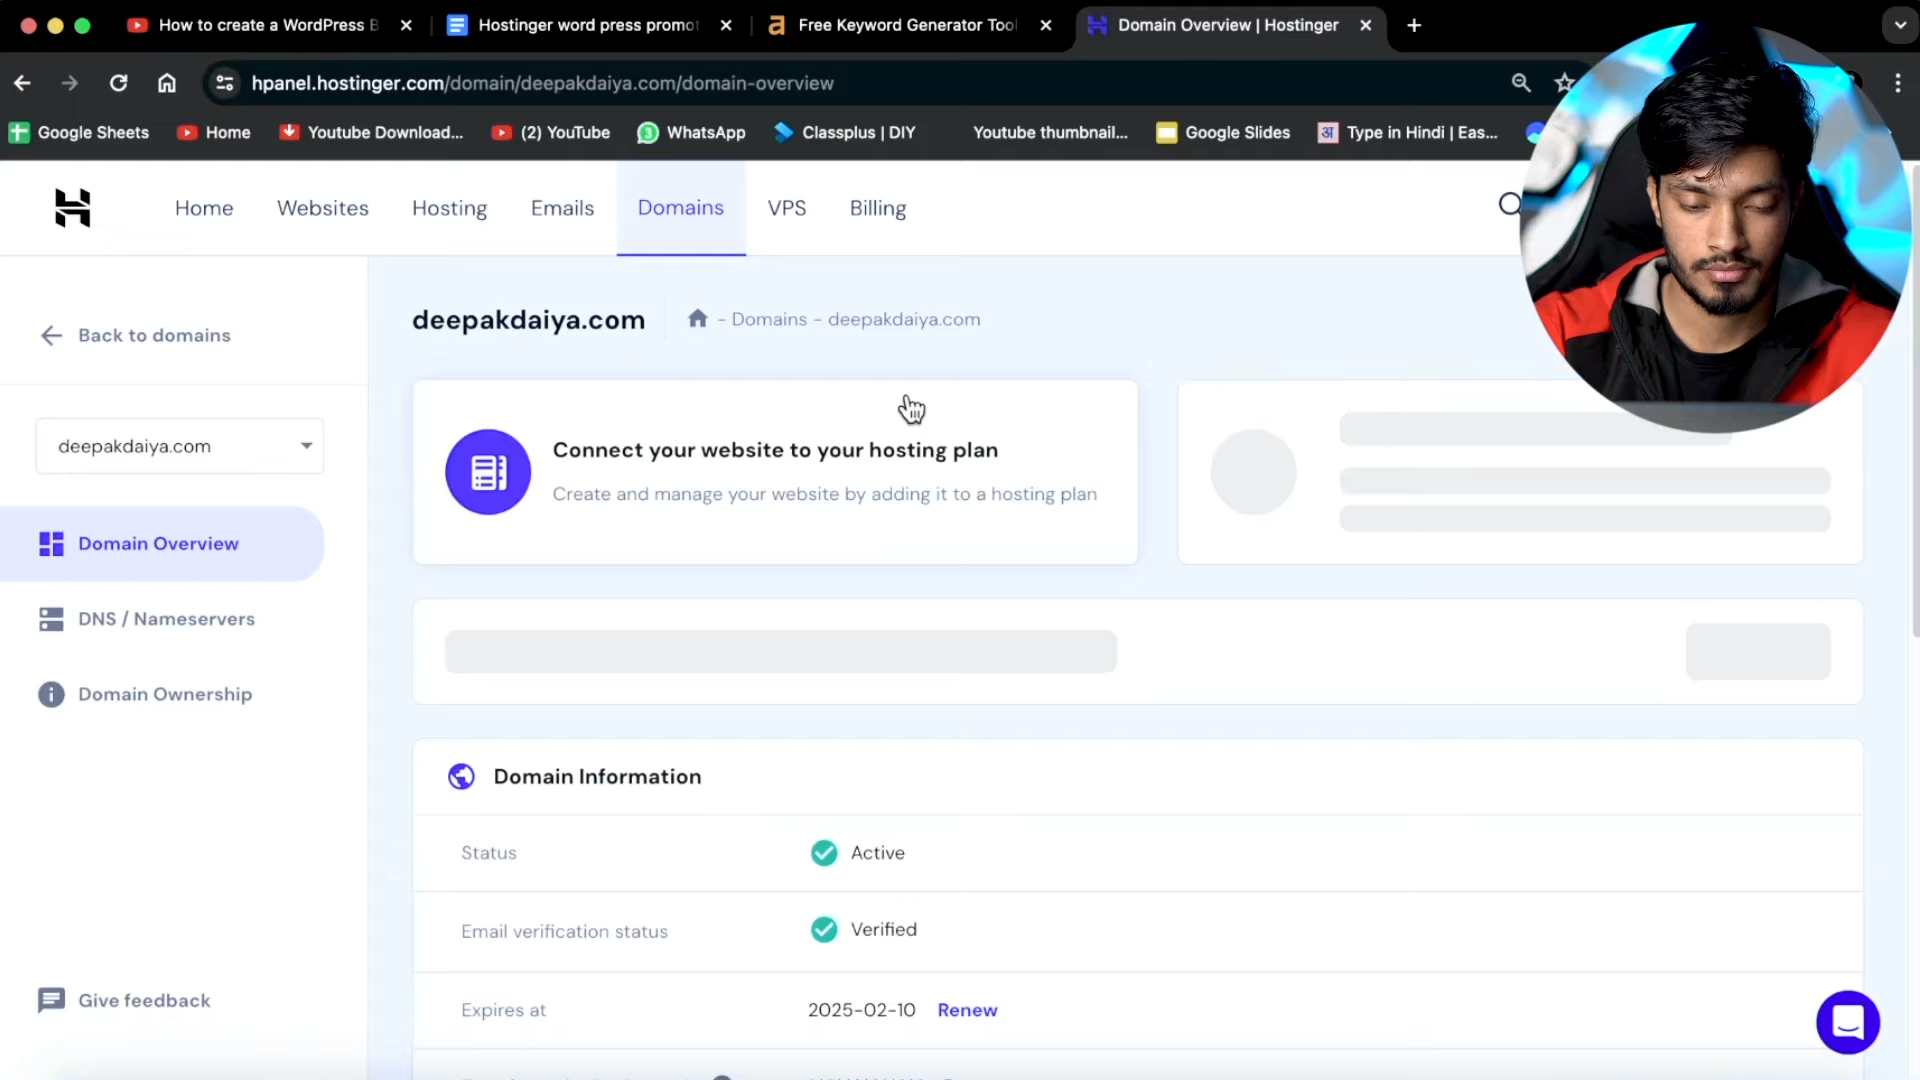 How to create a WordPress B
Hostinger word press promot
Free Keyword Generator Tool
Domain Overview | Hostinger
hpanel.hostinger.com/domain/deepakdaiya.com/domain-overview
Google Sheets
Home
Youtube Download...
(2) YouTube
3
WhatsApp
Classplus | DIY
Youtube thumbnail...
Google Slides
अ
Type in Hindi | Eas...
Home
Websites
Hosting
Emails
Domains
VPS
Billing
Back to domains
deepakdaiya.com
Domain Overview
DNS / Nameservers
Domain Ownership
Give feedback
deepakdaiya.com
- Domains - deepakdaiya.com
Connect your website to your hosting plan
Create and manage your website by adding it to a hosting plan
Domain Information
Status
Active
Email verification status
Verified
Expires at
2025-02-10 Renew